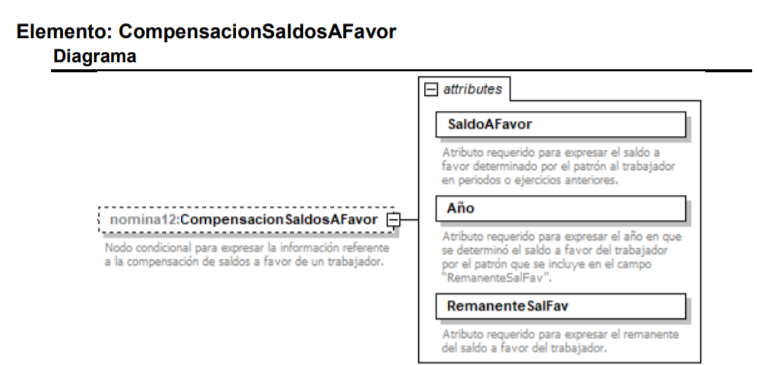 Elemento: CompensacionSaldosAFavor
Diagrama
attributes
SaldoAFavor
Atributo requerido para expresar el saldo a
favor determinado por el patrón al trabajador
en periodos o ejercicios anteriores.
nomina12:CompensacionSaldosAFavor
Nodo condicional para expresar la información referente
a la compensación de saldos a favor de un trabajador.
Año
Atributo requerido para expresar el año en que
se determinó el saldo a favor del trabajador
por el patrón que se incluye en el campo
“RemanenteSalFav”.
RemanenteSalFav
Atributo requerido para expresar el remanente
del saldo a favor del trabajador.